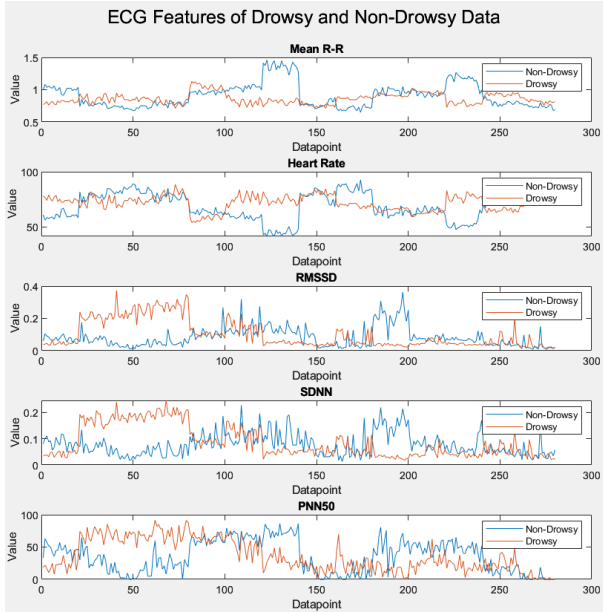 ECG Features of Drowsy and Non-Drowsy Data
Mean R-R
1.5
1
0.5
Value
Non-Drowsy
Drowsy
0 50 100 150 200 250 300
Datapoint
Heart Rate
100
50
Value
Non-Drowsy
Drowsy
0 50 100 150 200 250 300
Datapoint
RMSSD
0.4
0.2
0
Value
Non-Drowsy
Drowsy
0 50 100 150 200 250 300
Datapoint
SDNN
0.2
0.1
0
Value
Non-Drowsy
Drowsy
0 50 100 150 200 250 300
Datapoint
PNN50
100
50
0
Value
Non-Drowsy
Drowsy
0 50 100 150 200 250 300
Datapoint